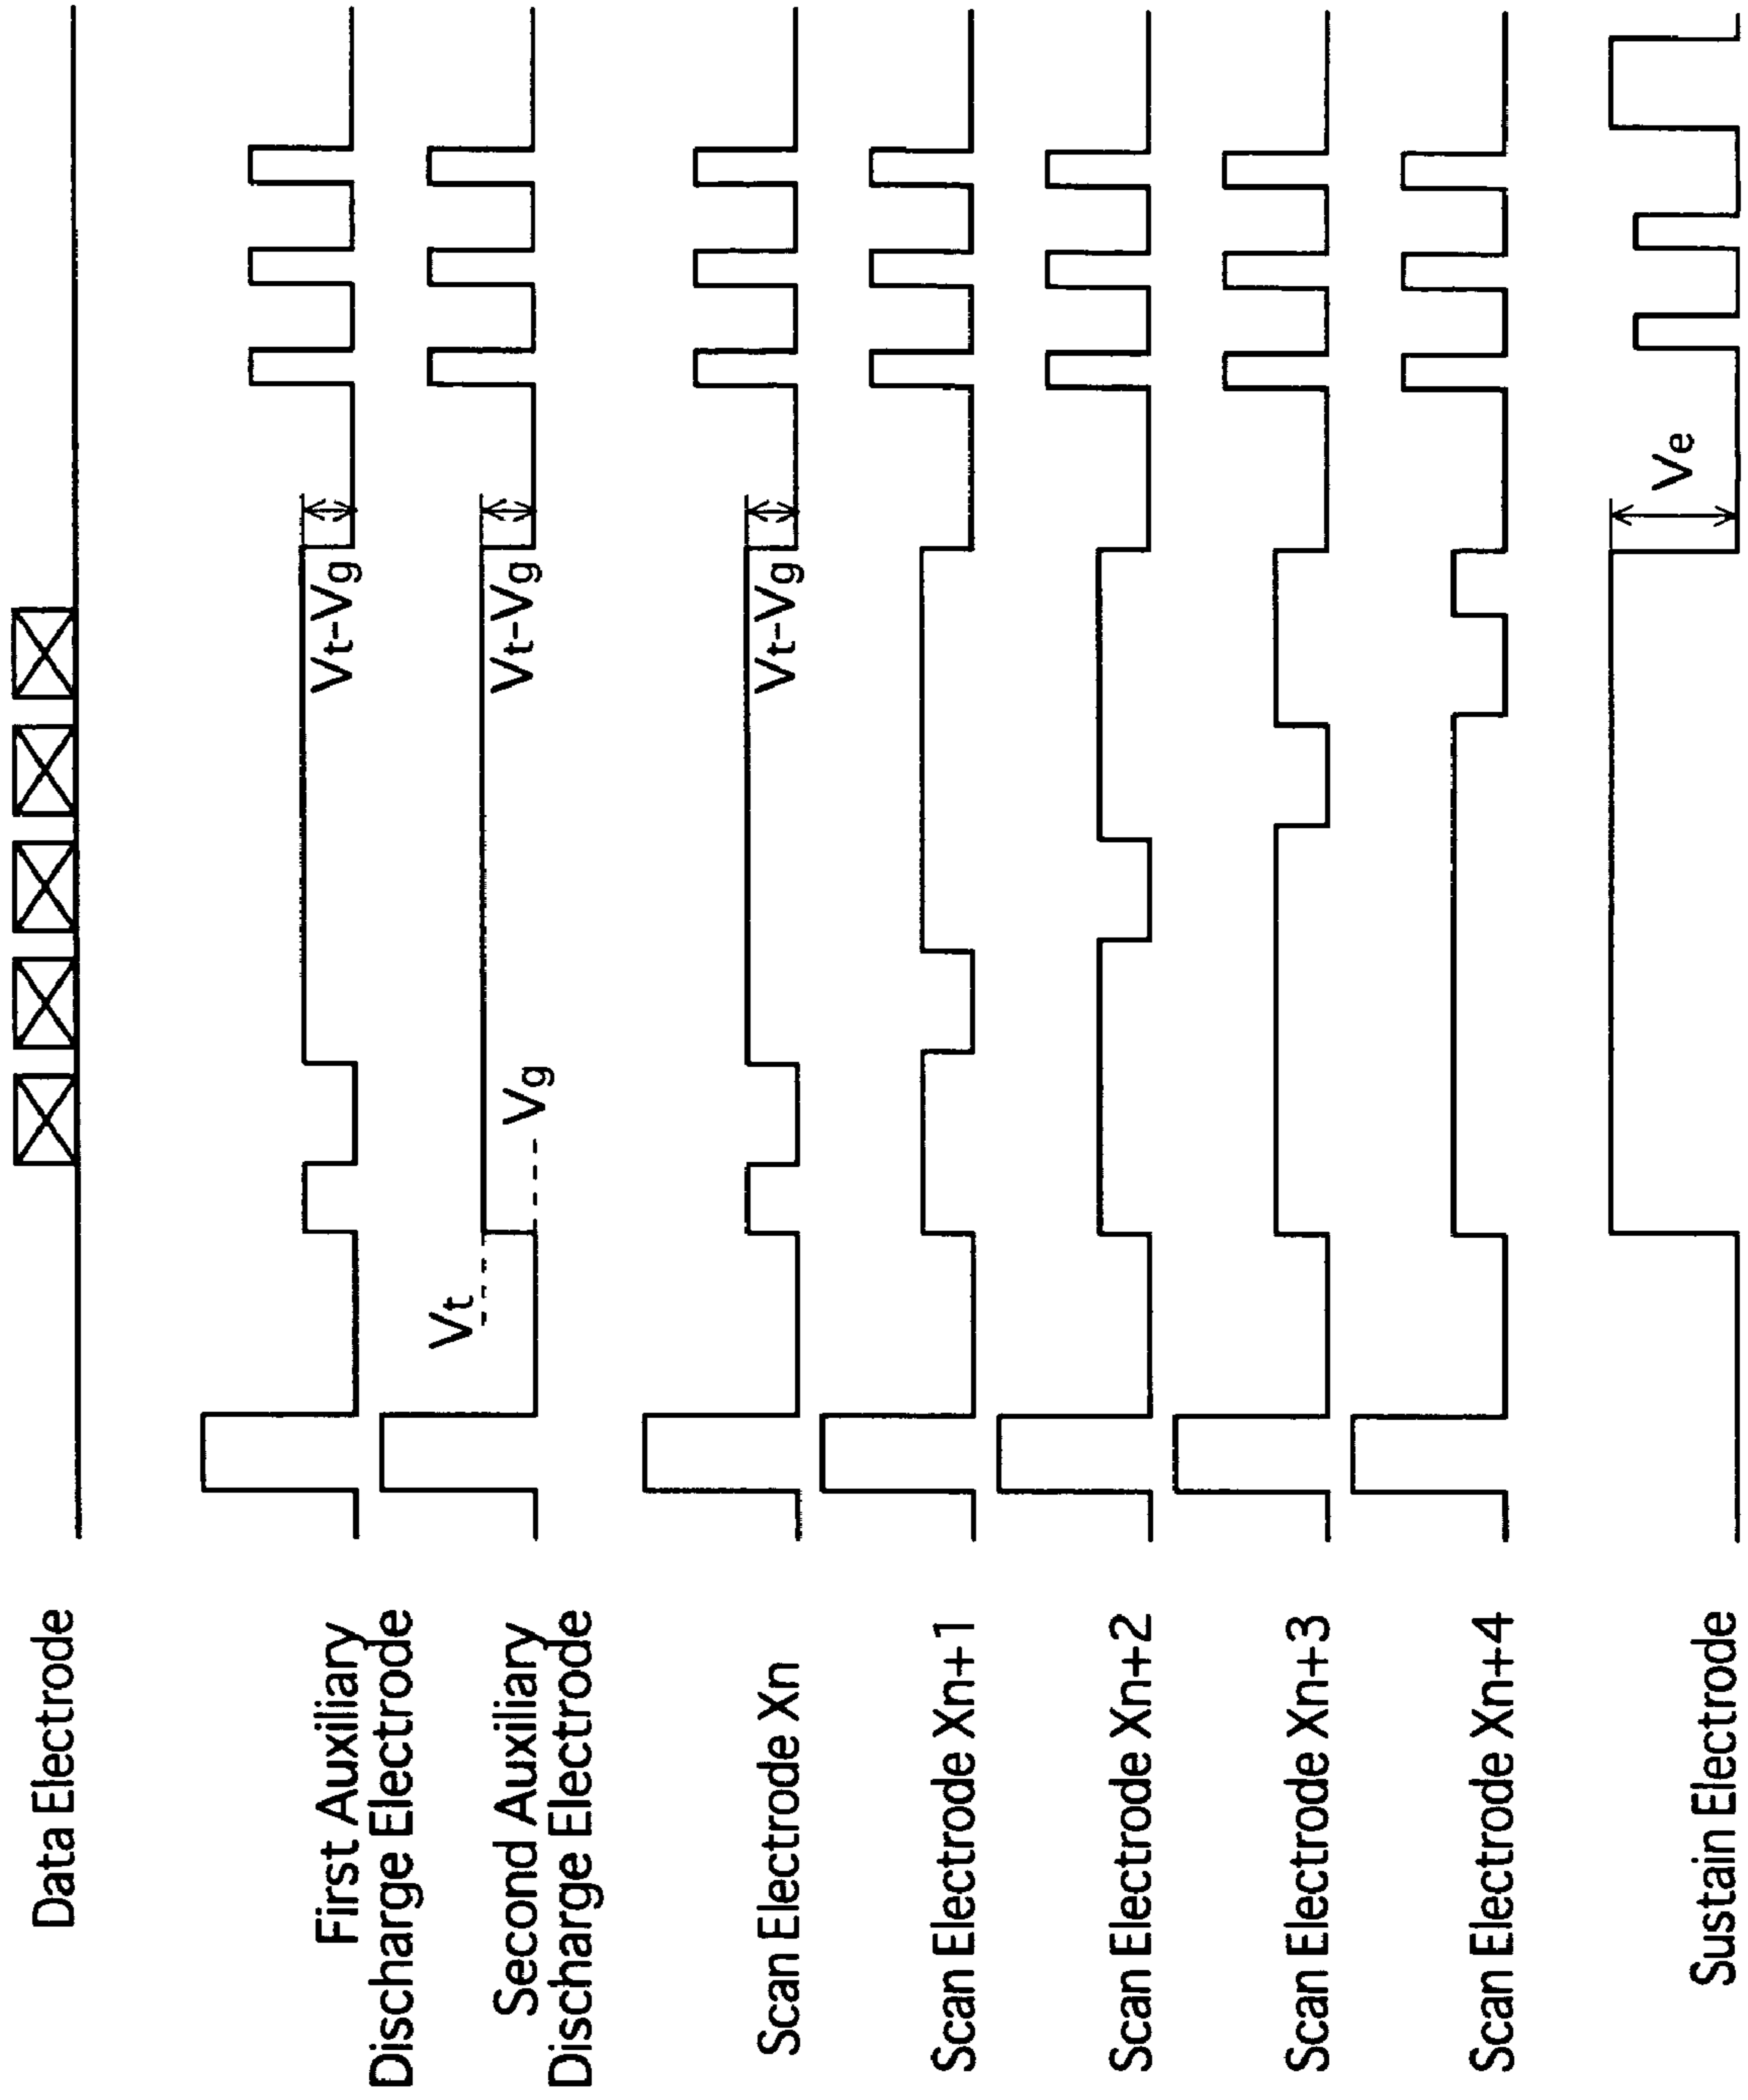 Data Electrode
First Auxiliary
Discharge Electrode
Vt-Vg
Second Auxiliary
Discharge Electrode
Vt
Vg
Vt-Vg
Scan Electrode Xn
Vt-Vg
Scan Electrode Xn+1
Scan Electrode Xn+2
Scan Electrode Xn+3
Scan Electrode Xn+4
Sustain Electrode
Ve